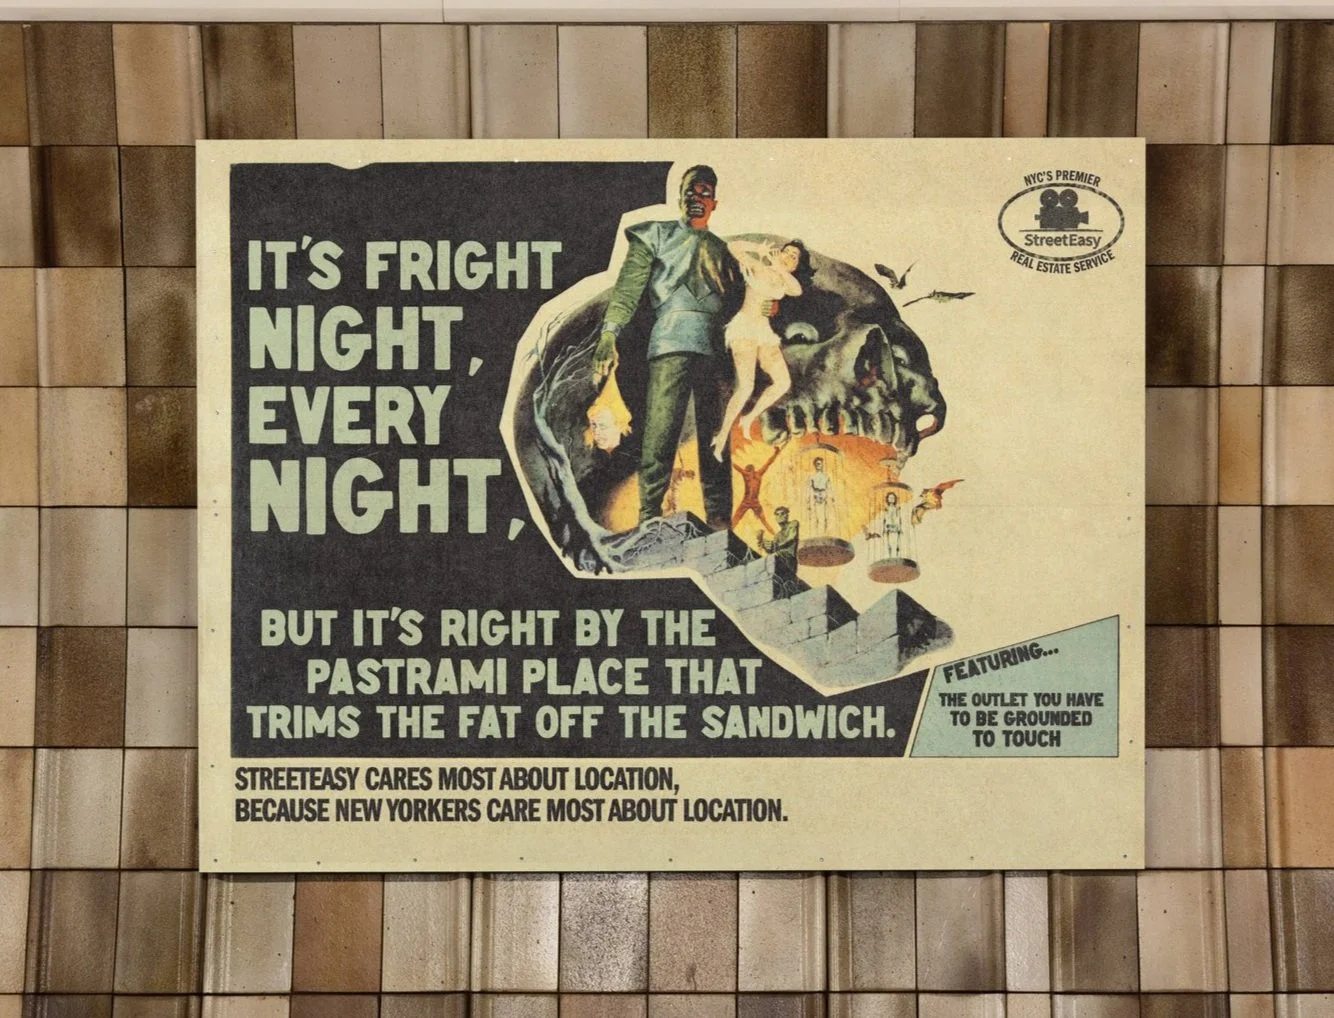 IT'S FRIGHT
NIGHT,
EVERY
NIGHT,
BUT IT'S RIGHT BY THE
PASTRAMI PLACE THAT
TRIMS THE FAT OFF THE SANDWICH.
NYC'S PREMIER
StreetEasy
REAL ESTATE SERVICE
FEATURING...
THE OUTLET YOU HAVE
TO BE GROUNDED
TO TOUCH
STREETEASY CARES MOST ABOUT LOCATION,
BECAUSE NEW YORKERS CARE MOST ABOUT LOCATION.